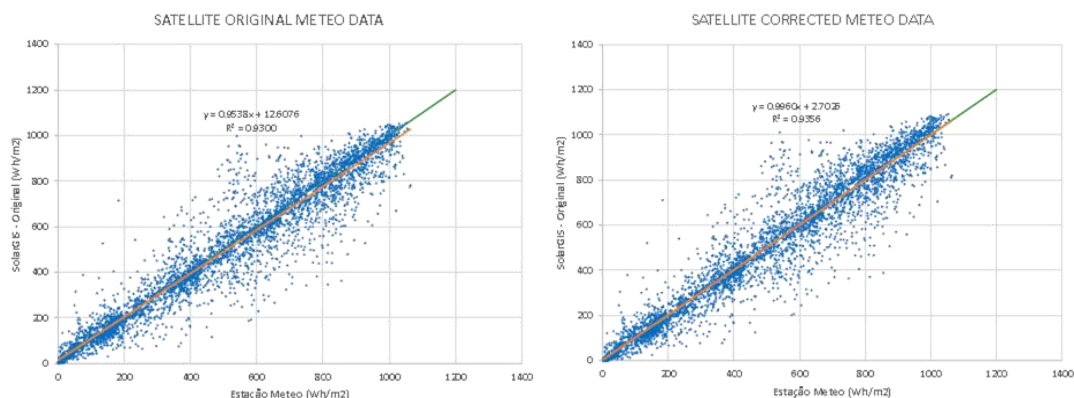 SATELLITE ORIGINAL METEO DATA
1400
1200
1000
800
600
400
200
0
SolarGIS - Original (Wh/m2)
y = 0.9538x + 12.6076
R² = 0.9300
0 200 400 600 800 1000 1200 1400
Estação Meteo (Wh/m2)
SATELLITE CORRECTED METEO DATA
1400
1200
1000
800
600
400
200
0
SolarGIS - Original (Wh/m2)
y = 0.9960x + 2.7026
R² = 0.9356
0 200 400 600 800 1000 1200 1400
Estação Meteo (Wh/m2)